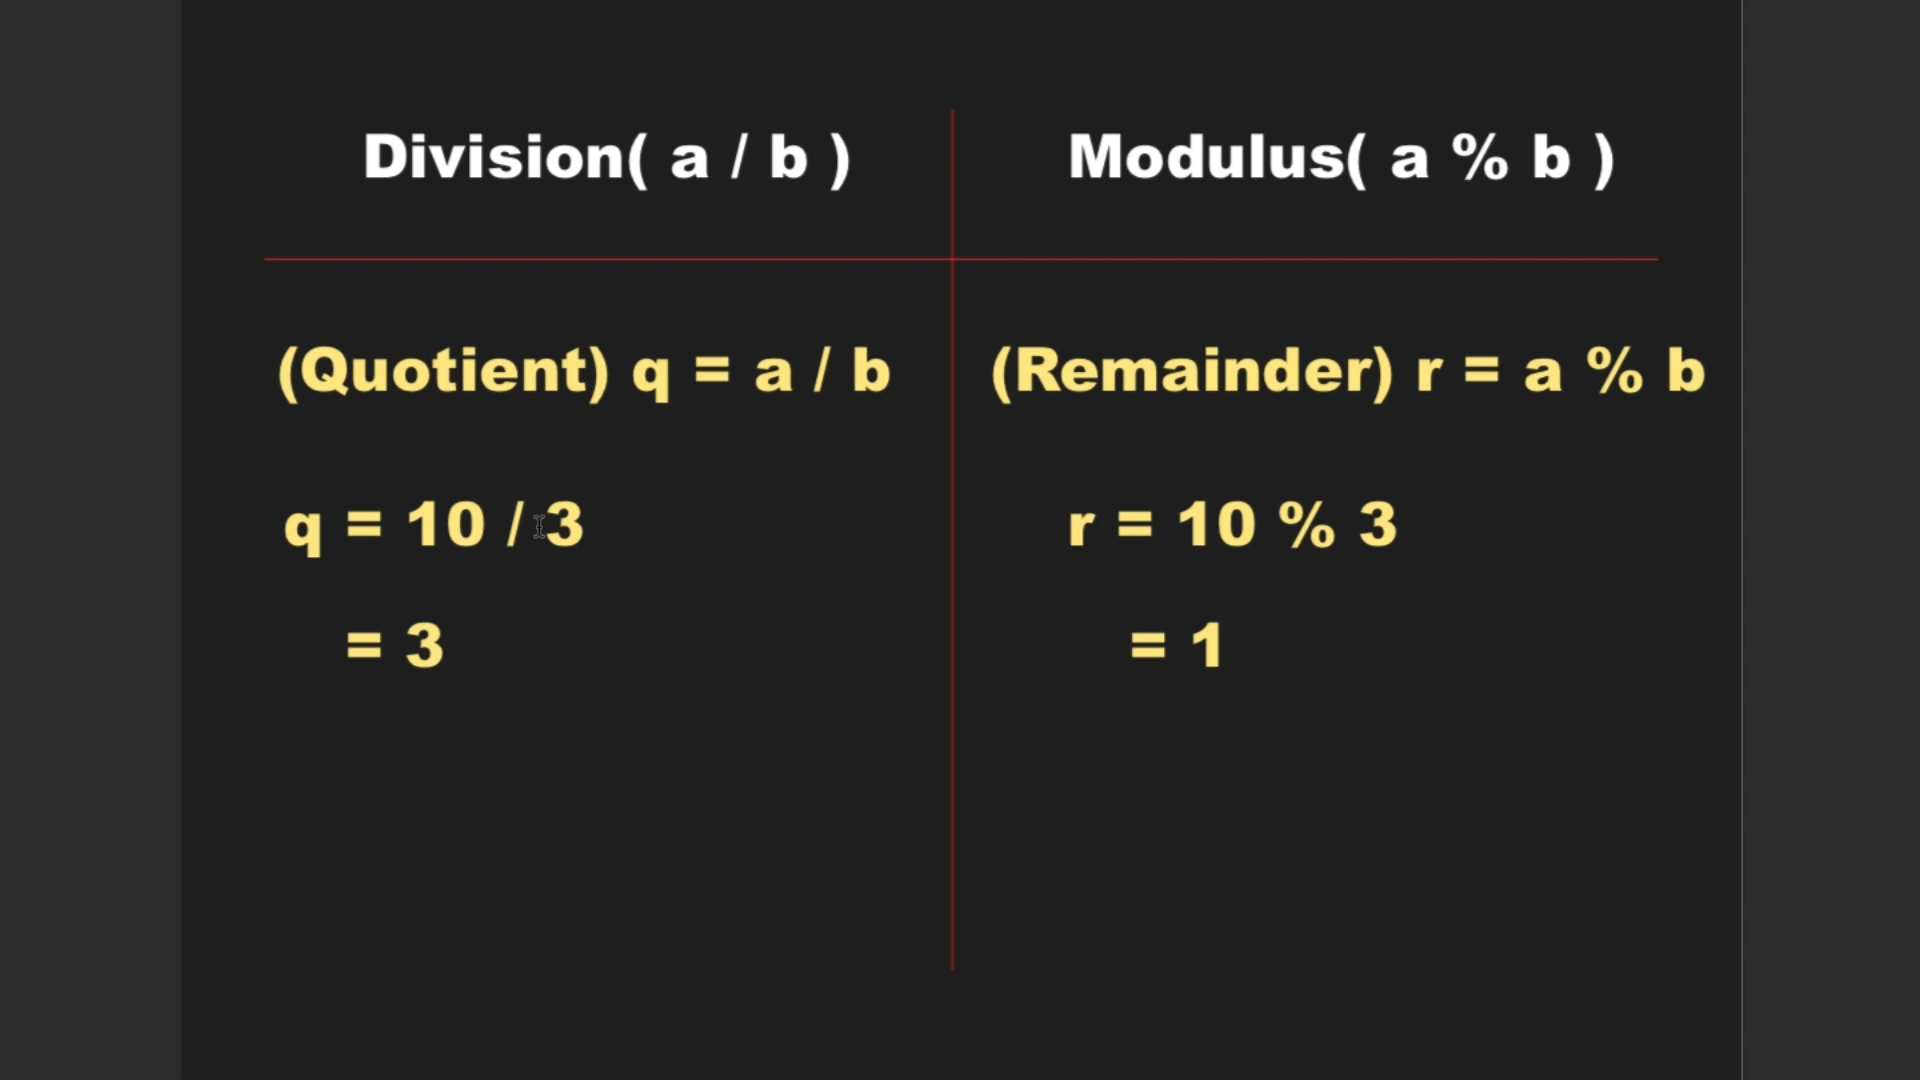 Division( a / b )
Modulus( a % b )
(Quotient) q = a / b
(Remainder) r = a % b
q = 10 / 3
r = 10 % 3
= 3
= 1